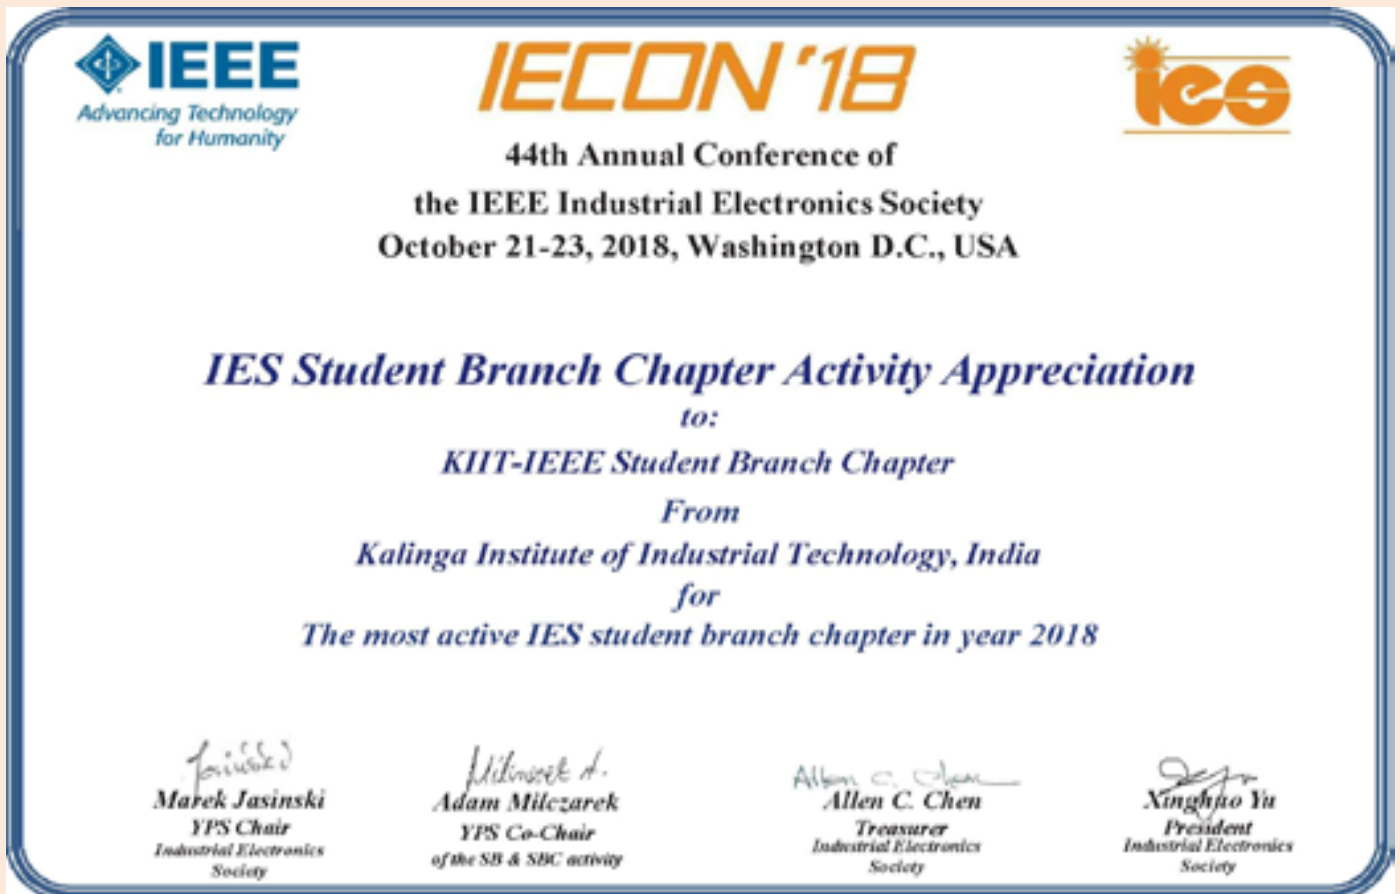 IEEE
Advancing Technology
for Humanity
IECON '18
ies
44th Annual Conference of
the IEEE Industrial Electronics Society
October 21-23, 2018, Washington D.C., USA
IES Student Branch Chapter Activity Appreciation
to:
KIIT-IEEE Student Branch Chapter
From
Kalinga Institute of Industrial Technology, India
for
The most active IES student branch chapter in year 2018
Marek Jasinski
YPS Chair
Industrial Electronics
Society
Milczarek A.
Adam Milczarek
YPS Co-Chair
of the SB & SBC activity
Allen C. Chen
Allen C. Chen
Treasurer
Industrial Electronics
Society
Xinghuo Yu
President
Industrial Electronics
Society